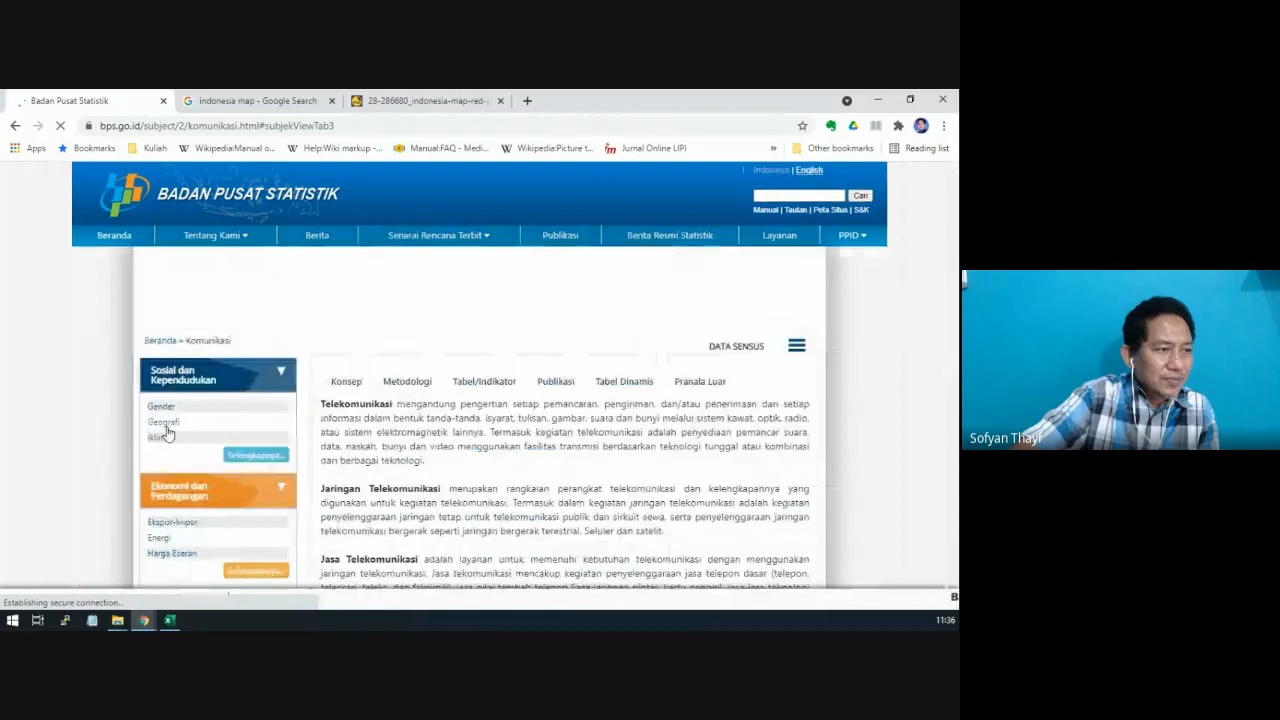 Badan Pusat Statistik
indonesia map - Google Search
28-286680_indonesia-map-red-
bps.go.id/subject/2/komunikasi.html#subjekViewTab3
Apps Bookmarks Kuliah Wikipedia:Manual o... Help:Wiki markup -... Manual:FAQ - Medi... Wikipedia:Picture t... Jurnal Online LIPI » Other bookmarks Reading list
Indonesia | English
BADAN PUSAT STATISTIK
Cari
Manual | Tautan | Peta Situs | S&K
Beranda Tentang Kami Berita Senarai Rencana Terbit Publikasi Berita Resmi Statistik Layanan PPID
Beranda » Komunikasi
DATA SENSUS
Sosial dan
Kependudukan
Gender
Geografi
Iklim
Selengkapnya...
Ekonomi dan
Perdagangan
Ekspor-Impor
Energi
Harga Eceran
Selengkapnya...
Konsep Metodologi Tabel/Indikator Publikasi Tabel Dinamis Pranala Luar
Telekomunikasi mengandung pengertian setiap pemancaran, pengiriman, dan/atau penerimaan dan setiap
informasi dalam bentuk tanda-tanda, isyarat, tulisan, gambar, suara dan bunyi melalui sistem kawat, optik, radio,
atau sistem elektromagnetik lainnya. Termasuk kegiatan telekomunikasi adalah penyediaan pemancar suara,
data, naskah, bunyi dan video menggunakan fasilitas transmisi berdasarkan teknologi tunggal atau kombinasi
dan berbagai teknologi.
Jaringan Telekomunikasi merupakan rangkaian perangkat telekomunikasi dan kelengkapannya yang
digunakan untuk kegiatan telekomunikasi. Termasuk dalam kegiatan jaringan telekomunikasi adalah kegiatan
penyelenggaraan jaringan tetap untuk telekomunikasi publik dan sirkuit sewa, serta penyelenggaraan jaringan
telekomunikasi bergerak seperti jaringan bergerak terestrial. Seluler dan satelit.
Jasa Telekomunikasi adalah layanan untuk memenuhi kebutuhan telekomunikasi dengan menggunakan
jaringan telekomunikasi. Jasa tekomunikasi mencakup kegiatan penyelenggaraan jasa telepon dasar (telepon,
Establishing secure connection...
11:36
Sofyan Thayf